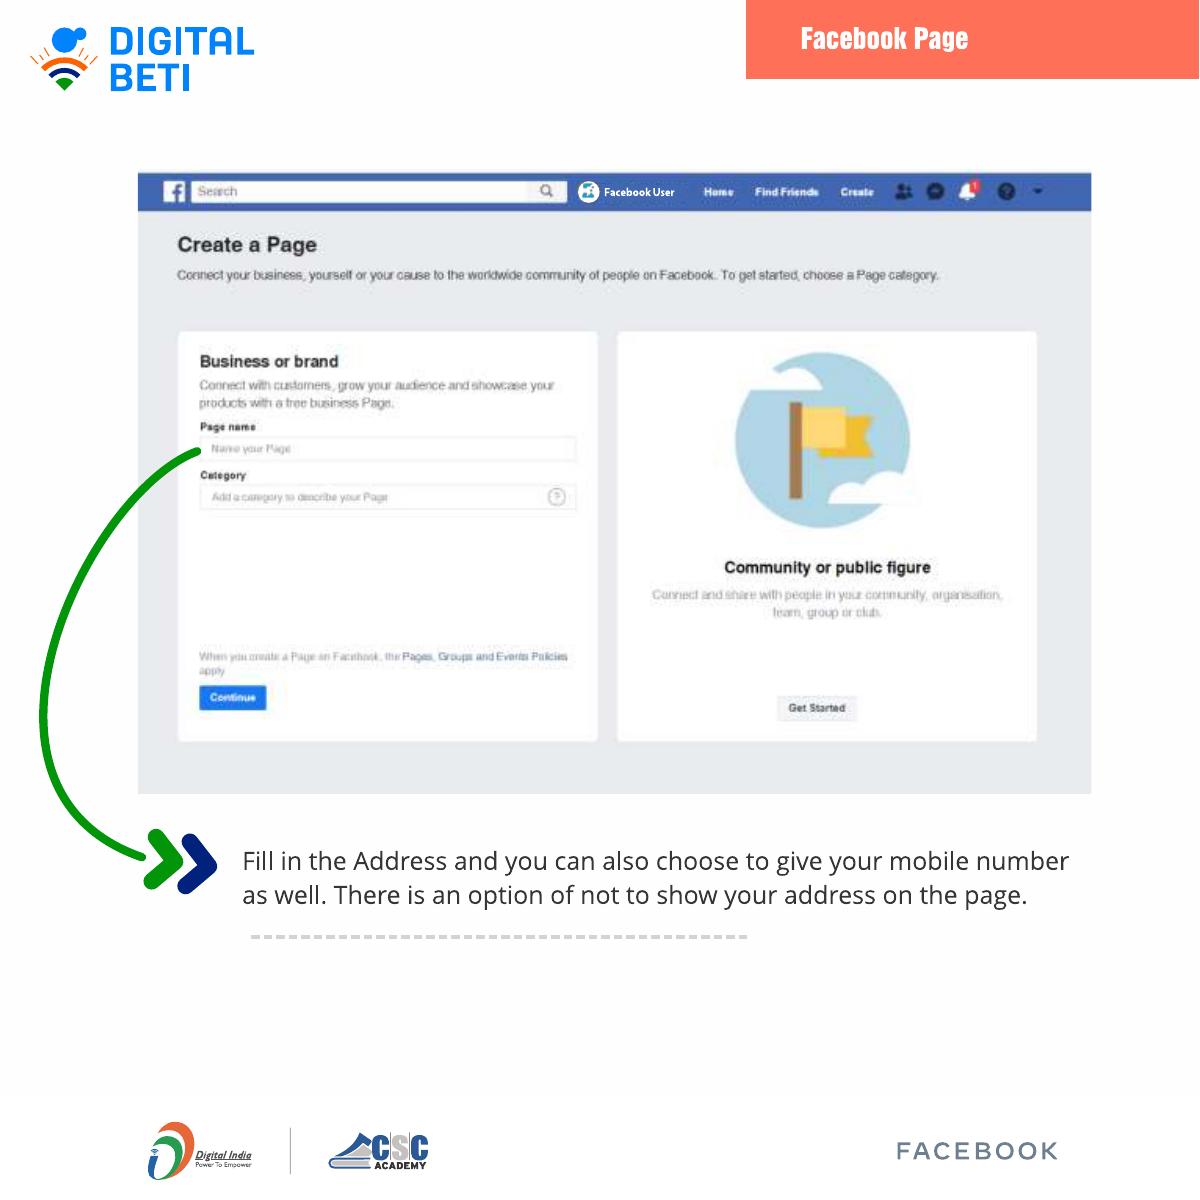 DIGITAL
BETI
Facebook Page
Search
Facebook User
Home
Find Friends
Create
1
?
Create a Page
Connect your business, yourself or your cause to the worldwide community of people on Facebook. To get started, choose a Page category.
Business or brand
Connect with customers, grow your audience and showcase your
products with a free business Page.
Page name
Name your Page
Category
Add a category to describe your Page
?
When you create a Page on Facebook, the Pages, Groups and Events Policies
apply
Continue
Community or public figure
Connect and share with people in your community, organisation,
team, group or club.
Get Started
Fill in the Address and you can also choose to give your mobile number
as well. There is an option of not to show your address on the page.
Digital India
Power To Empower
CSC
ACADEMY
FACEBOOK